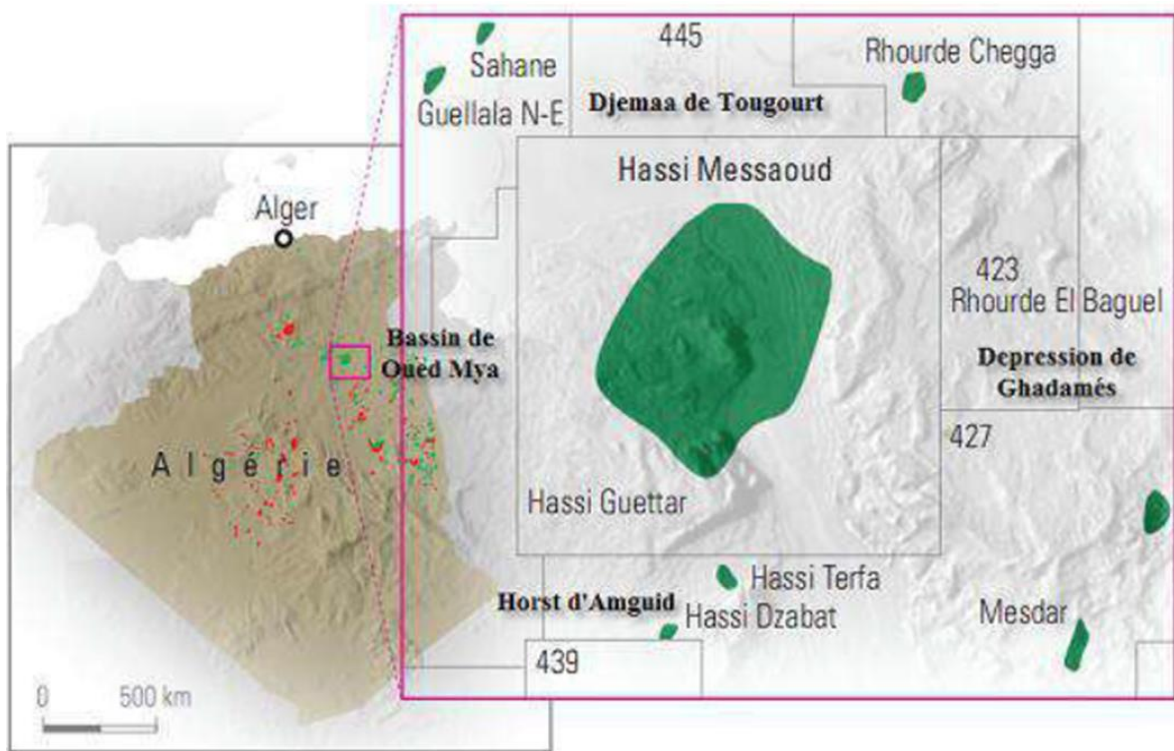 445
Rhourde Chegga
Sahane
Djemaa de Tougourt
Guellala N-E
Hassi Messaoud
Alger
423
Rhourde El Baguel
Bassin de
Oued Mya
Depression de
Ghadamés
427
Algérie
Hassi Guettar
Hassi Terfa
Horst d'Amguid
Hassi Dzabat
Mesdar
439
0 500 km